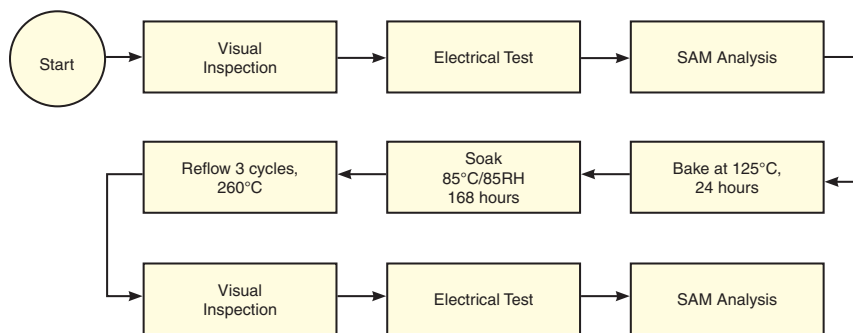 Start
Visual
Inspection
Electrical Test
SAM Analysis
Bake at 125°C,
24 hours
Soak
85°C/85RH
168 hours
Reflow 3 cycles,
260°C
Visual
Inspection
Electrical Test
SAM Analysis